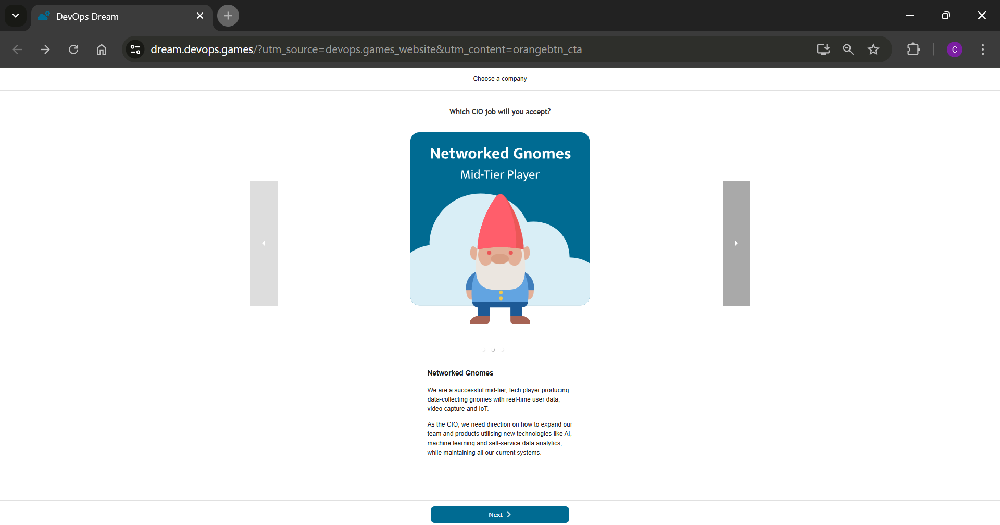 DevOps Dream
dream.devops.games/?utm_source=devops.games_website&utm_content=orangebtn_cta
C
Choose a company
Which CIO job will you accept?
Networked Gnomes
Mid-Tier Player
Networked Gnomes
We are a successful mid-tier, tech player producing
data-collecting gnomes with real-time user data,
video capture and IoT.
As the CIO, we need direction on how to expand our
team and products utilising new technologies like AI,
machine learning and self-service data analytics,
while maintaining all our current systems.
Next